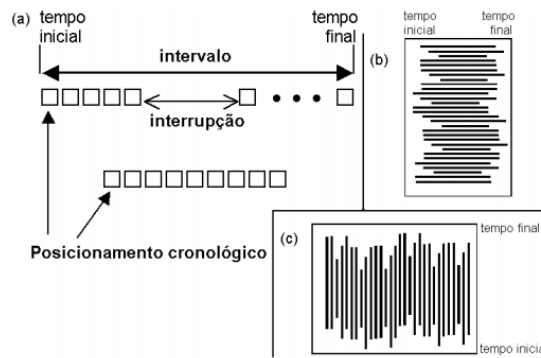 (a) tempo inicial
tempo final
intervalo
interrupção
Posicionamento cronológico
tempo inicial
tempo final
(b)
(c)
tempo final
tempo inicia